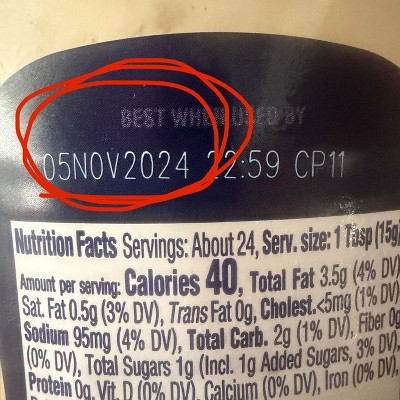 BEST WHEN USED BY
05NOV2024 22:59 CP11
Nutrition Facts Servings: About 24, Serv. size: 1 Tbsp (15g
Amount per serving: Calories 40, Total Fat 3.5g (4% DV)
Sat. Fat 0.5g (3% DV), Trans Fat 0g, Cholest.<5mg (1% DV)
Sodium 95mg (4% DV), Total Carb. 2g (1% DV), Fiber 0g
(0% DV), Total Sugars 1g (Incl. 1g Added Sugars, 3% DV),
Protein 0g, Vit. D (0% DV), Calcium (0% DV), Iron (0% DV),